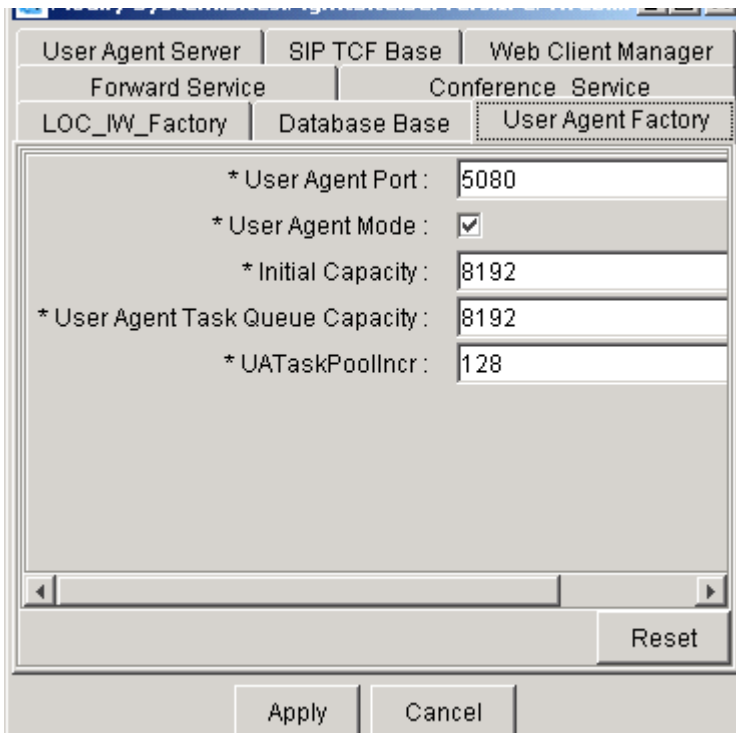 User Agent Server SIP TCF Base Web Client Manager
Forward Service Conference Service
LOC_IW_Factory Database Base User Agent Factory
* User Agent Port : 5080
* User Agent Mode :
* Initial Capacity : 8192
* User Agent Task Queue Capacity : 8192
* UATaskPoolIncr : 128
Reset
Apply Cancel